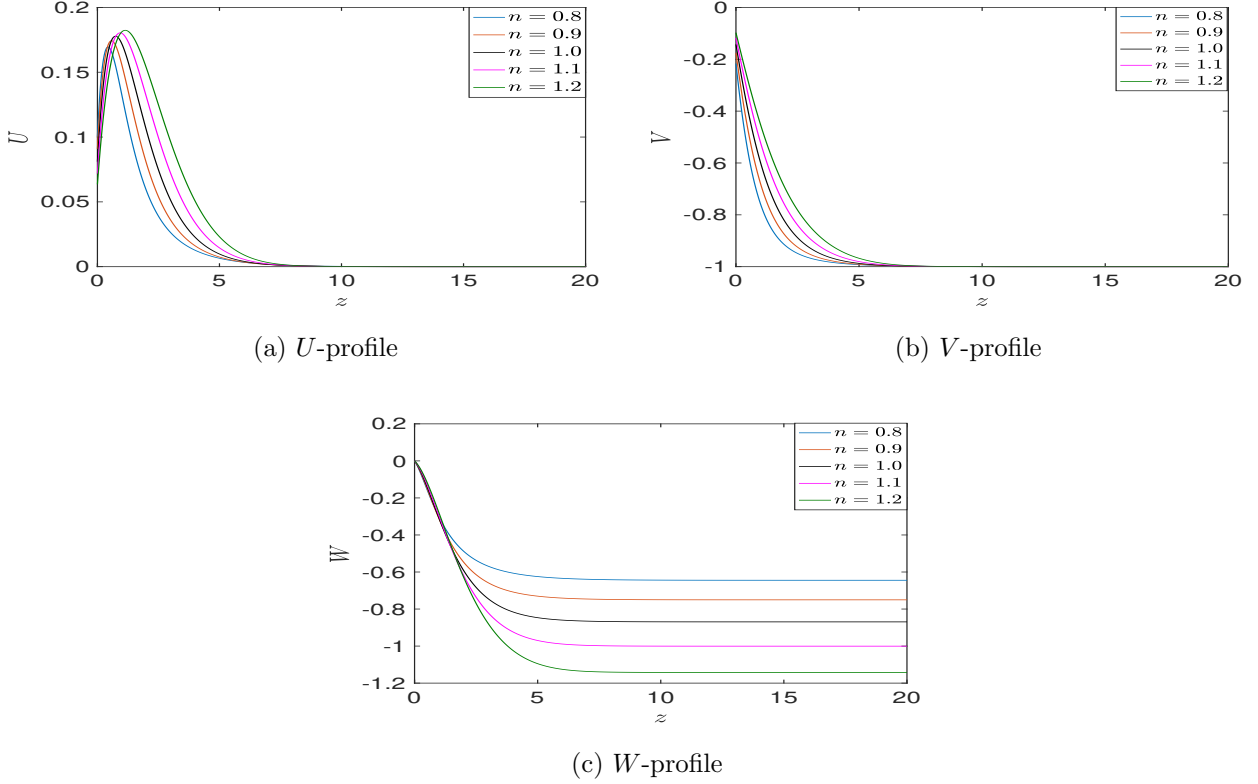 0.2
0.15
0.1
0.05
0
U
0 5 10 15 20
z
n = 0.8
n = 0.9
n = 1.0
n = 1.1
n = 1.2
(a) U-profile
0
-0.2
-0.4
-0.6
-0.8
-1
V
0 5 10 15 20
z
n = 0.8
n = 0.9
n = 1.0
n = 1.1
n = 1.2
(b) V-profile
0.2
0
-0.2
-0.4
-0.6
-0.8
-1
-1.2
W
0 5 10 15 20
z
n = 0.8
n = 0.9
n = 1.0
n = 1.1
n = 1.2
(c) W-profile